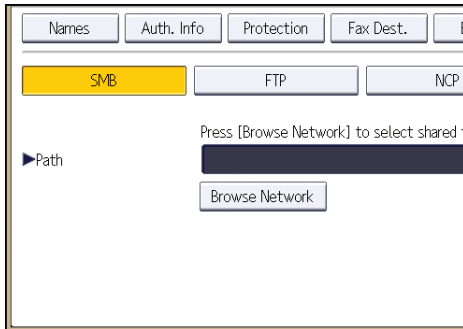 Names Auth. Info Protection Fax Dest.
SMB FTP NCP
Press [Browse Network] to select shared
▶Path
Browse Network